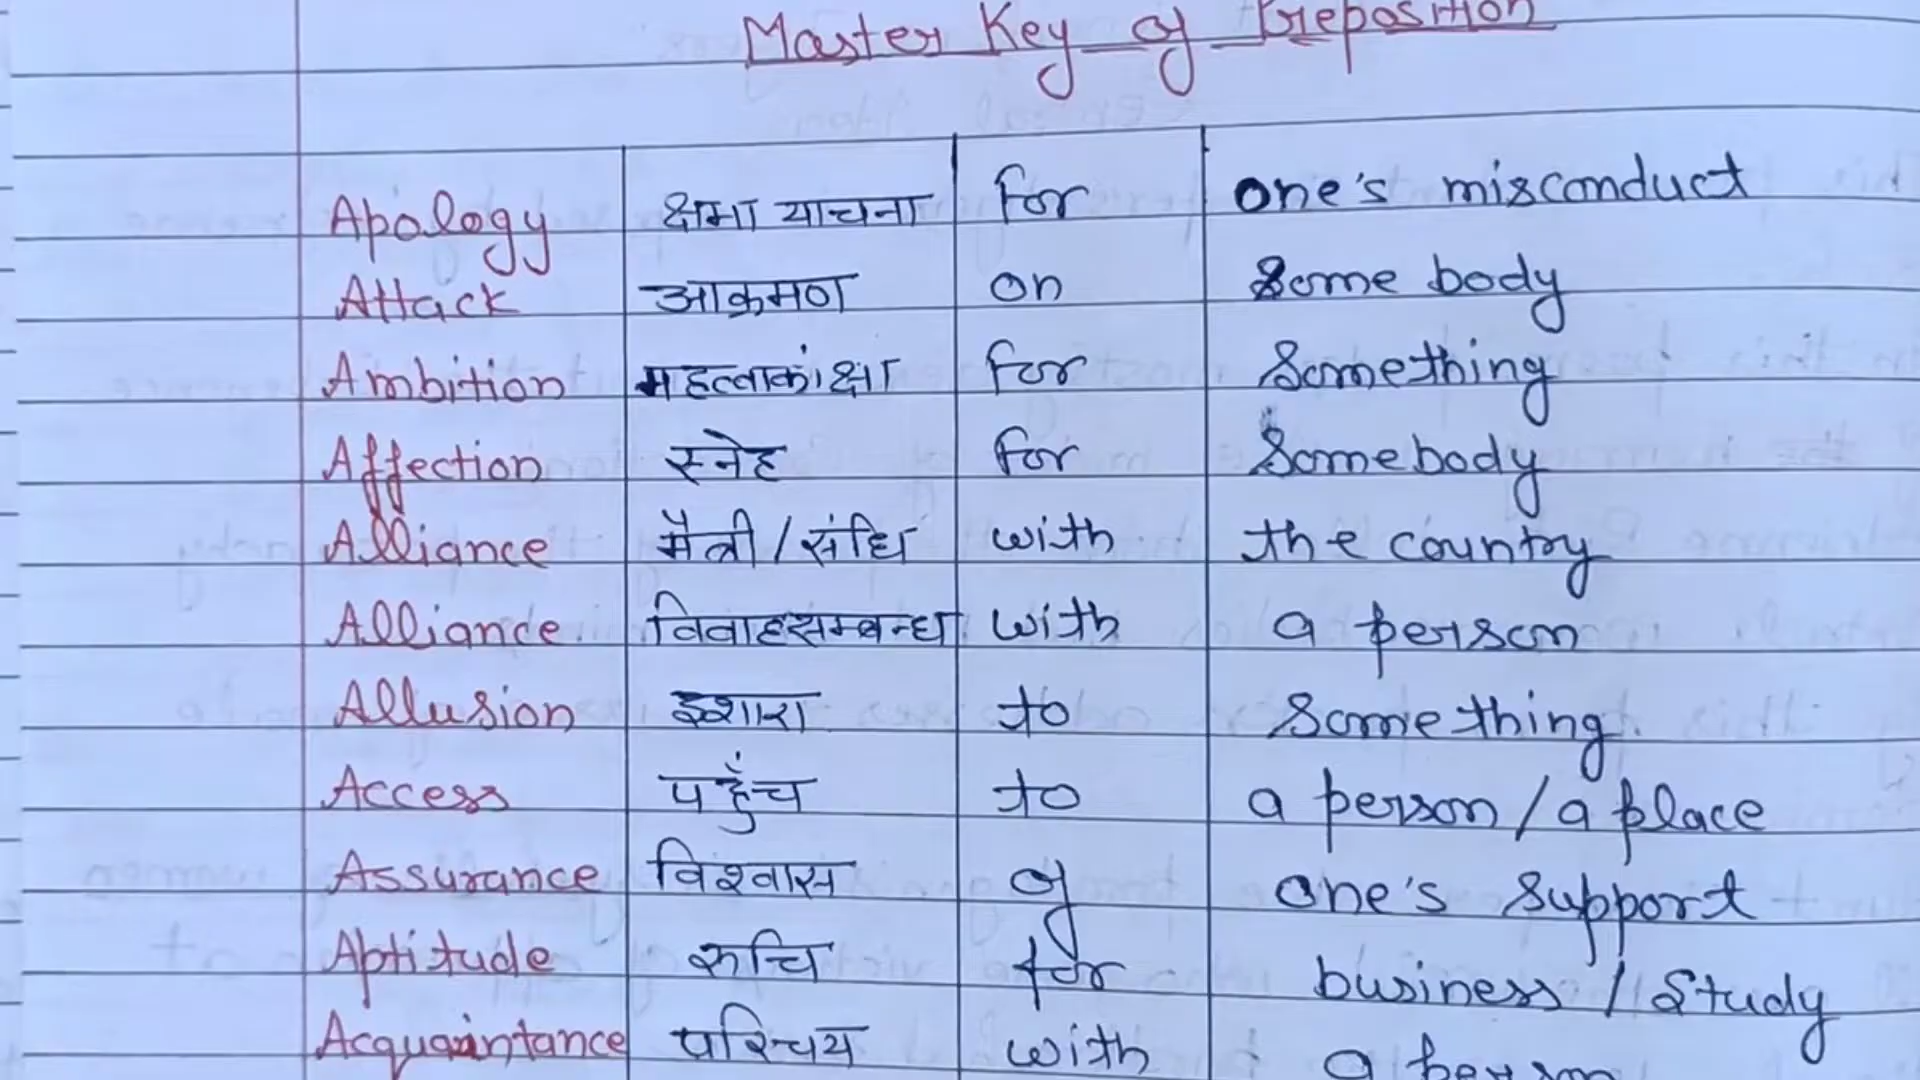 Master Key of Preposition
Apology क्षमा याचना for one's misconduct
Attack आक्रमण on Some body
Ambition महत्वाकांक्षा for Something
Affection स्नेह for Somebody
Alliance मैत्री/संधि with the country
Alliance विवाहसम्बन्ध with a person
Allusion इशारा to Something
Access पहुँच to a person/a place
Assurance विश्वास of one's support
Aptitude रूचि for business/Study
Acquaintance परिचय with a person